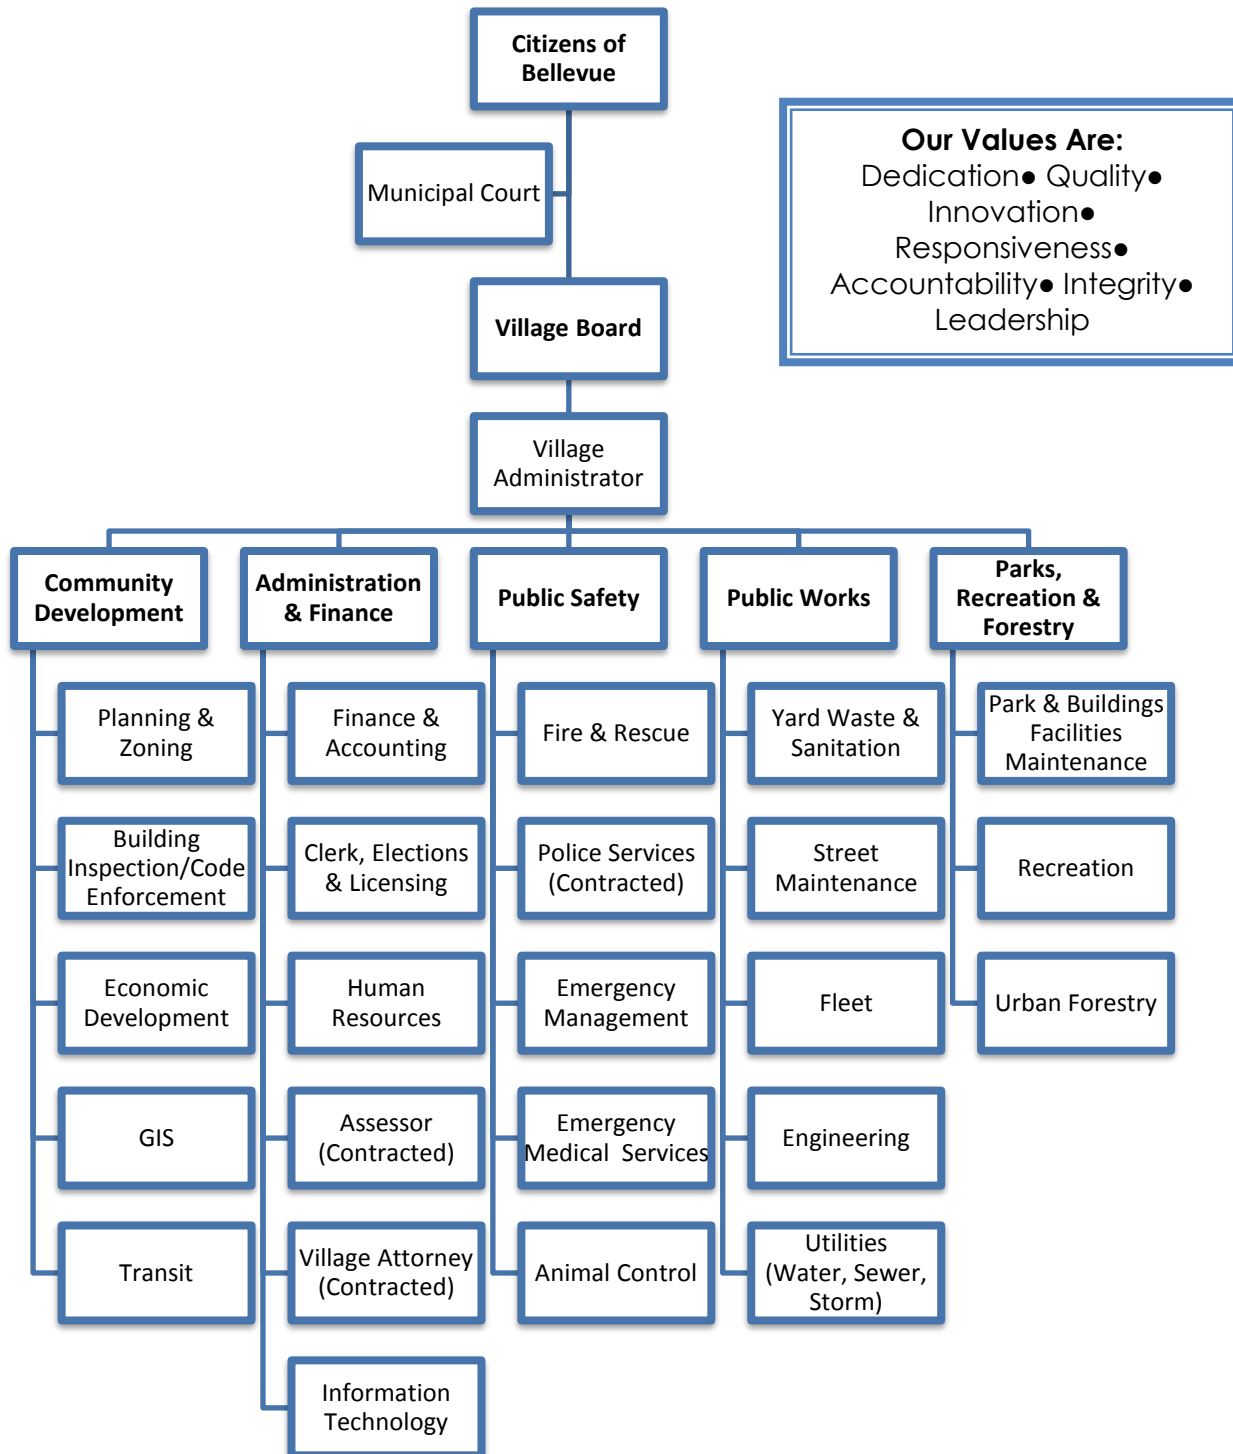 Citizens of
Bellevue
Our Values Are:
Dedication● Quality●
Innovation●
Responsiveness●
Accountability● Integrity●
Leadership
Municipal Court
Village Board
Village
Administrator
Community
Development
Administration
& Finance
Public Safety
Public Works
Parks,
Recreation &
Forestry
Planning &
Zoning
Finance &
Accounting
Fire & Rescue
Yard Waste &
Sanitation
Park & Buildings
Facilities
Maintenance
Building
Inspection/Code
Enforcement
Clerk, Elections
& Licensing
Police Services
(Contracted)
Street
Maintenance
Recreation
Economic
Development
Human
Resources
Emergency
Management
Fleet
Urban Forestry
GIS
Assessor
(Contracted)
Emergency
Medical  Services
Engineering
Transit
Village Attorney
(Contracted)
Animal Control
Utilities
(Water, Sewer,
Storm)
Information
Technology